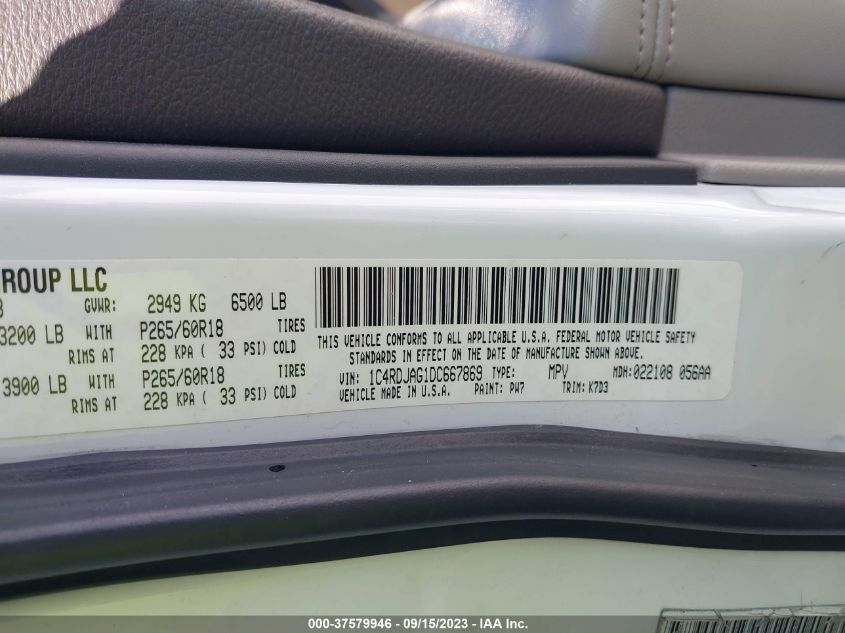 GROUP LLC
GVWR: 2949 KG 6500 LB
3200 LB WITH P265/60R18 TIRES
RIMS AT 228 KPA ( 33 PSI) COLD
3900 LB WITH P265/60R18 TIRES
RIMS AT 228 KPA ( 33 PSI) COLD
THIS VEHICLE CONFORMS TO ALL APPLICABLE U.S.A. FEDERAL MOTOR VEHICLE SAFETY
STANDARDS IN EFFECT ON THE DATE OF MANUFACTURE SHOWN ABOVE.
VIN: 1C4RDJAG1DC667869 TYPE: MPV MDH:022108 056AA
VEHICLE MADE IN U.S.A. PAINT: PW7 TRIM: K7D3
000-37579946 - 09/15/2023 - IAA Inc.